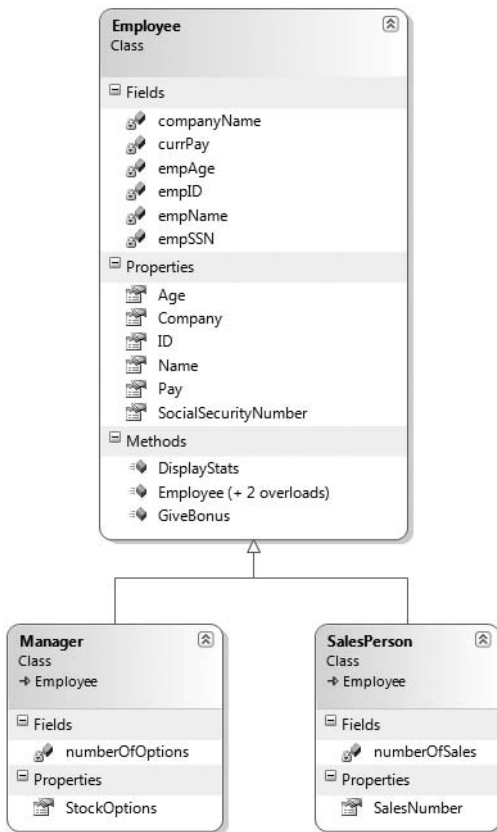 Employee
Class
Fields
companyName
currPay
empAge
empID
empName
empSSN
Properties
Age
Company
ID
Name
Pay
SocialSecurityNumber
Methods
DisplayStats
Employee (+ 2 overloads)
GiveBonus
Manager
Class
Employee
Fields
numberOfOptions
Properties
StockOptions
SalesPerson
Class
Employee
Fields
numberOfSales
Properties
SalesNumber